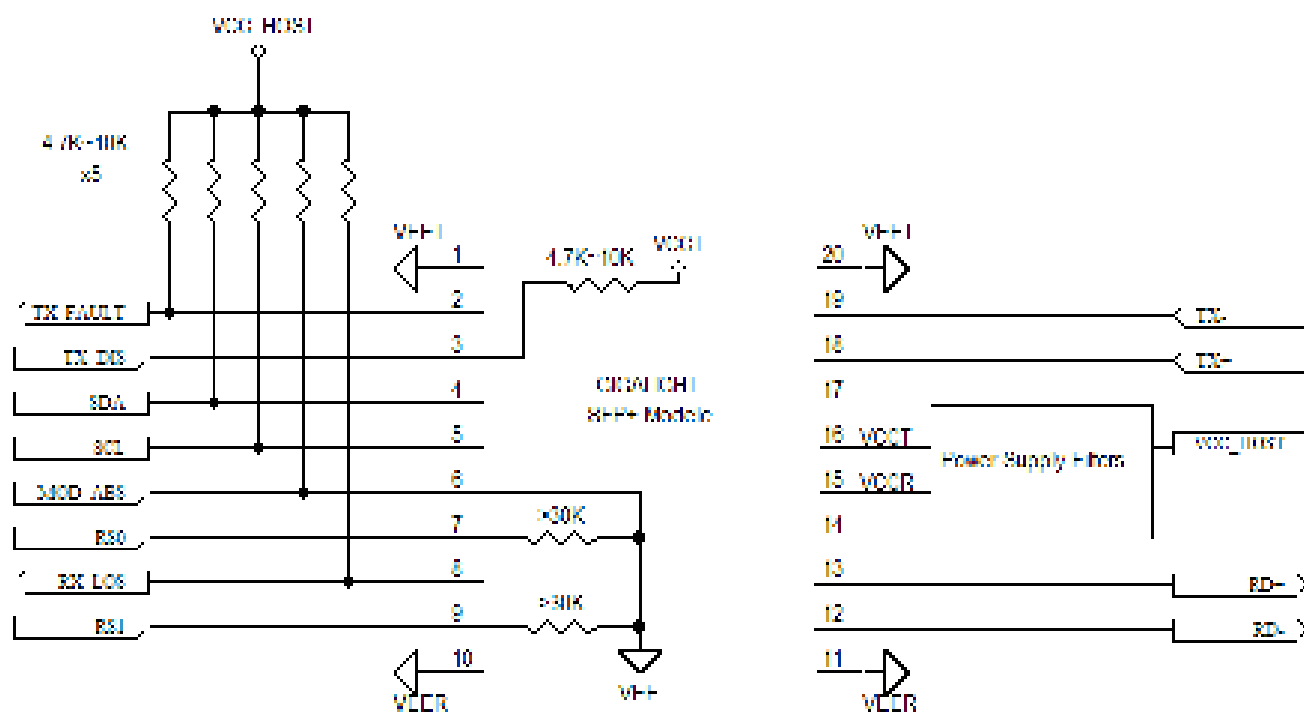 VCC_HOST
4.7K~10K
x5
VEET
1
4.7K~10K
VCCT
20
VEET
TX FAULT
2
19
TX-
TX DIS
3
18
TX+
SDA
4
GIGALIGHT
SFP+ Module
17
SCL
5
16
VCCT
Power Supply Filters
VCC_HOST
MOD_ABS
6
15
VCCR
RS0
7
>30K
14
RX LOS
8
13
RD+
RS1
9
>30K
12
RD-
10
VEER
VEE
11
VEER